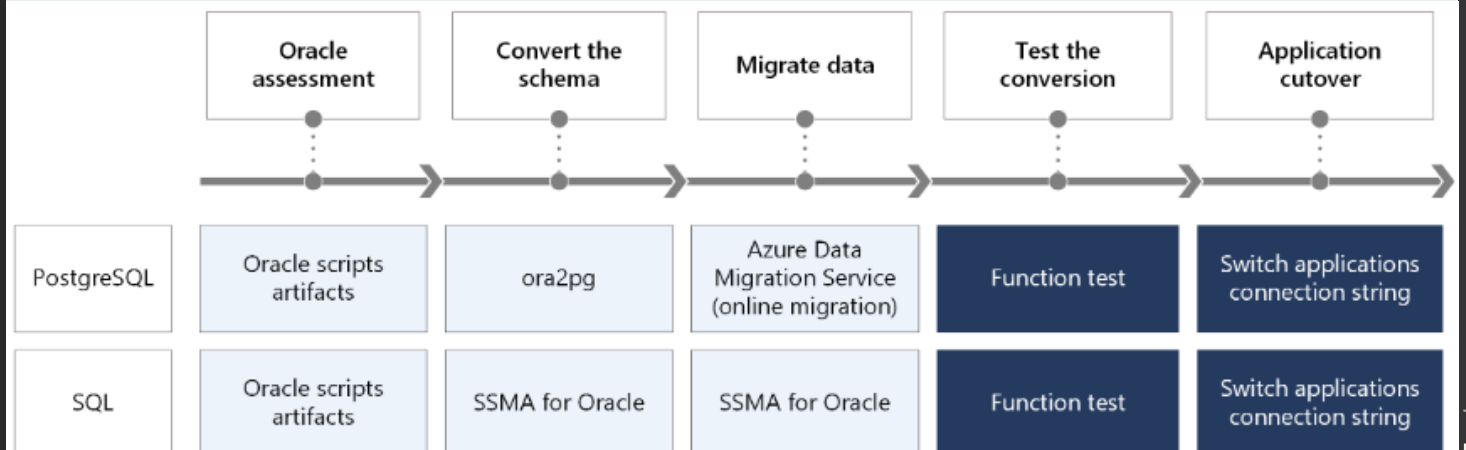 Oracle
assessment
Convert the
schema
Migrate data
Test the
conversion
Application
cutover
PostgreSQL
Oracle scripts
artifacts
ora2pg
Azure Data
Migration Service
(online migration)
Function test
Switch applications
connection string
SQL
Oracle scripts
artifacts
SSMA for Oracle
SSMA for Oracle
Function test
Switch applications
connection string